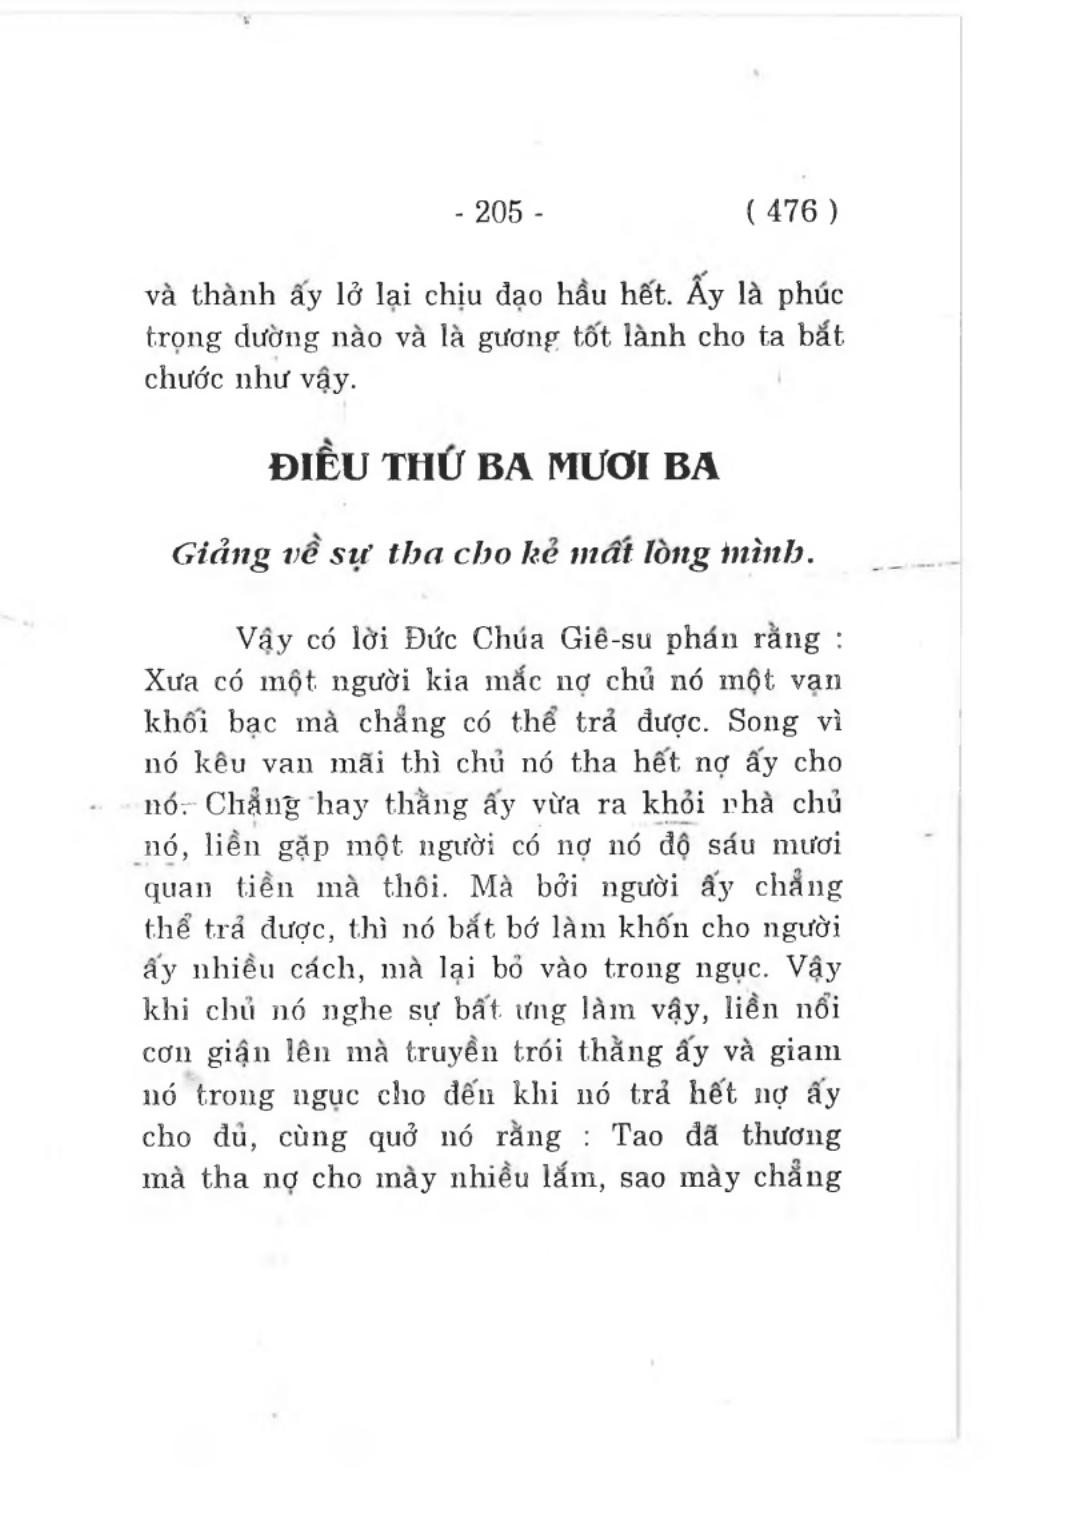 - 205 - ( 476 )
và thành ấy lở lại chịu đạo hầu hết. Ấy là phúc
trọng dường nào và là gương tốt lành cho ta bắt
chước như vậy.
ĐIỀU THỨ BA MƯƠI BA
Giảng về sự tha cho kẻ mất lòng mình.
Vậy có lời Đức Chúa Giê-su phán rằng :
Xưa có một người kia mắc nợ chủ nó một vạn
khối bạc mà chẳng có thể trả được. Song vì
nó kêu van mãi thì chủ nó tha hết nợ ấy cho
nó. Chẳng hay thằng ấy vừa ra khỏi nhà chủ
nó, liền gặp một người có nợ nó độ sáu mươi
quan tiền mà thôi. Mà bởi người ấy chẳng
thể trả được, thì nó bắt bớ làm khốn cho người
ấy nhiều cách, mà lại bỏ vào trong ngục. Vậy
khi chủ nó nghe sự bất ưng làm vậy, liền nổi
cơn giận lên mà truyền trói thằng ấy và giam
nó trong ngục cho đến khi nó trả hết nợ ấy
cho đủ, cùng quở nó rằng : Tao đã thương
mà tha nợ cho mày nhiều lắm, sao mày chẳng